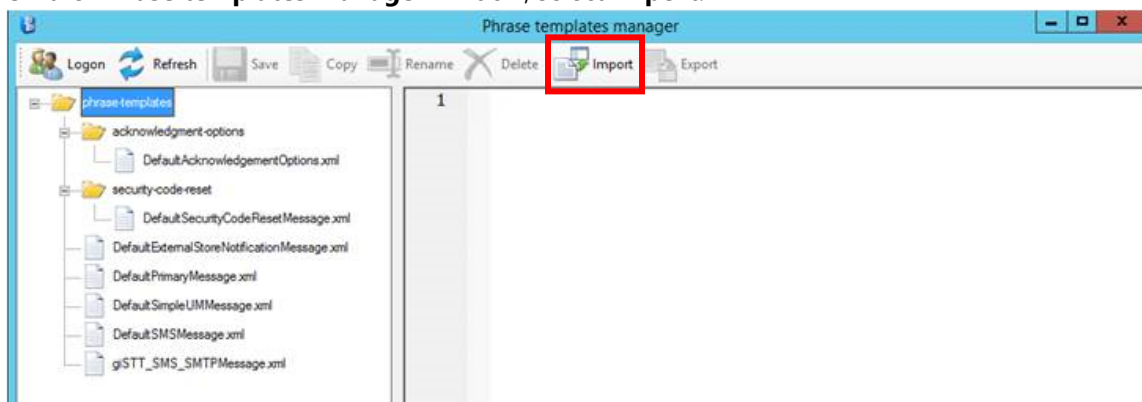 Phrase templates manager
Logon Refresh Save Copy Rename Delete Import Export
phrase-templates
1
acknowledgment-options
DefaultAcknowledgementOptions.xml
security-code-reset
DefaultSecurityCodeResetMessage.xml
DefaultExternalStoreNotificationMessage.xml
DefaultPrimaryMessage.xml
DefaultSimpleUMMessage.xml
DefaultSMSMessage.xml
giSTT_SMS_SMTPMessage.xml